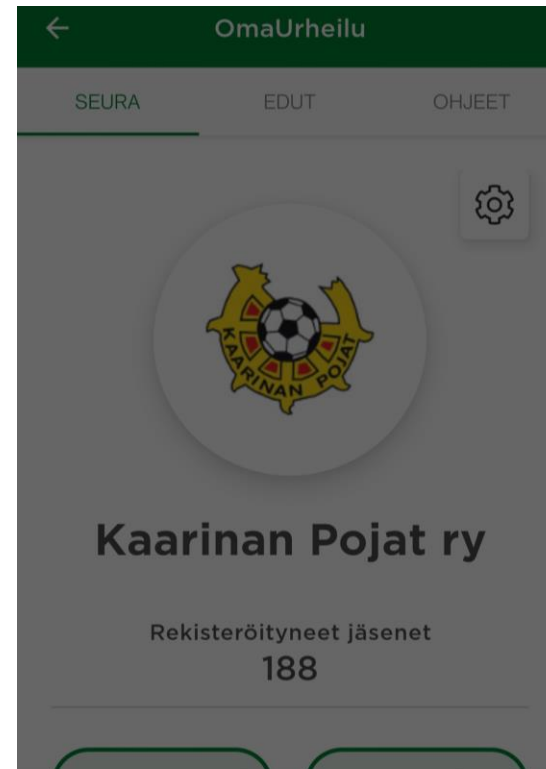 OmaUrheilu
SEURA EDUT OHJEET
KAARINAN POJAT
Kaarinan Pojat ry
Rekisteröityneet jäsenet
188